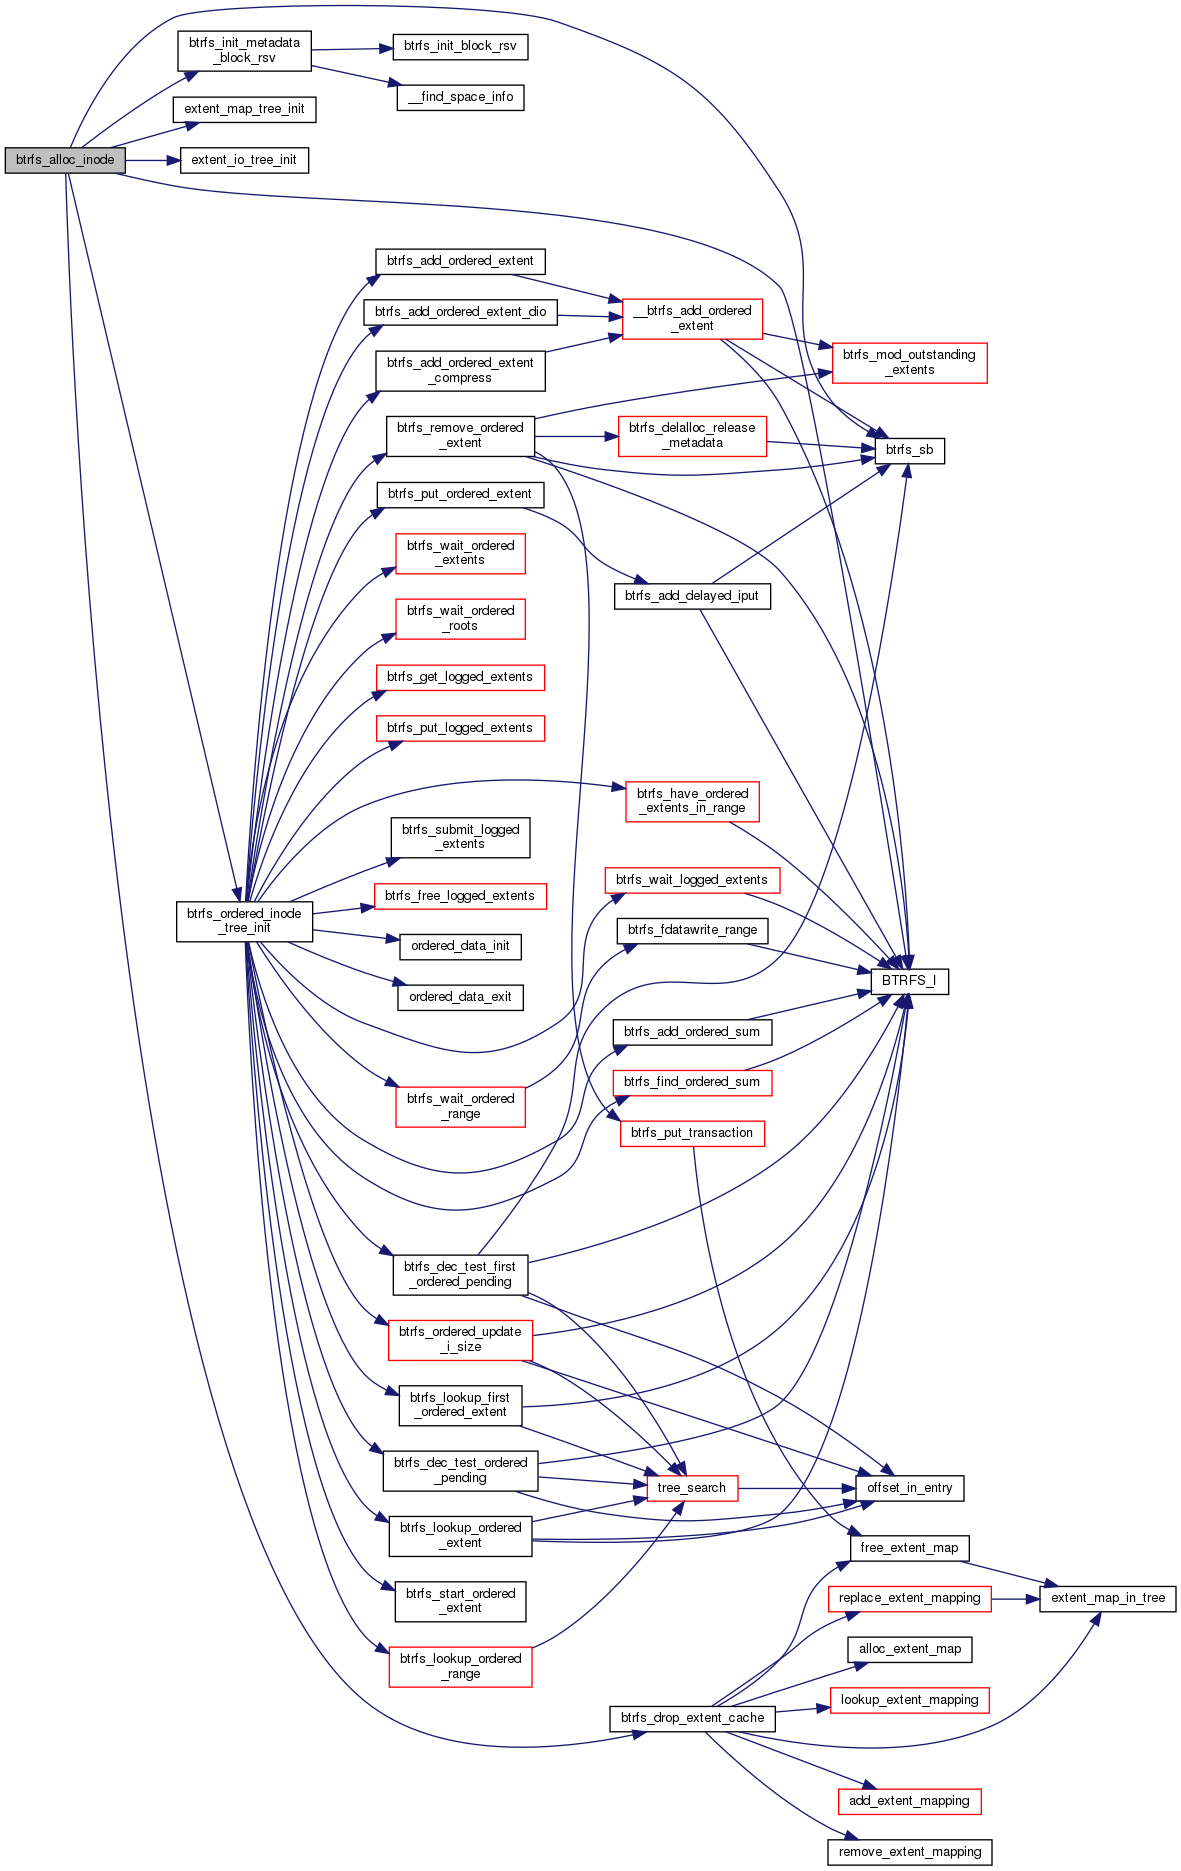 btrfs_alloc_inode
btrfs_init_metadata
_block_rsv
btrfs_init_block_rsv
__find_space_info
extent_map_tree_init
extent_io_tree_init
btrfs_add_ordered_extent
btrfs_add_ordered_extent_dio
btrfs_add_ordered_extent
_compress
btrfs_remove_ordered
_extent
btrfs_put_ordered_extent
btrfs_wait_ordered
_extents
btrfs_wait_ordered
_roots
btrfs_get_logged_extents
btrfs_put_logged_extents
btrfs_submit_logged
_extents
btrfs_free_logged_extents
btrfs_ordered_inode
_tree_init
ordered_data_init
ordered_data_exit
btrfs_wait_ordered
_range
btrfs_dec_test_first
_ordered_pending
btrfs_ordered_update
_i_size
btrfs_lookup_first
_ordered_extent
btrfs_dec_test_ordered
_pending
btrfs_lookup_ordered
_extent
btrfs_start_ordered
_extent
btrfs_lookup_ordered
_range
__btrfs_add_ordered
_extent
btrfs_mod_outstanding
_extents
btrfs_delalloc_release
_metadata
btrfs_sb
btrfs_add_delayed_iput
btrfs_have_ordered
_extents_in_range
btrfs_wait_logged_extents
btrfs_fdatawrite_range
BTRFS_I
btrfs_add_ordered_sum
btrfs_find_ordered_sum
btrfs_put_transaction
tree_search
offset_in_entry
free_extent_map
replace_extent_mapping
extent_map_in_tree
alloc_extent_map
lookup_extent_mapping
btrfs_drop_extent_cache
add_extent_mapping
remove_extent_mapping